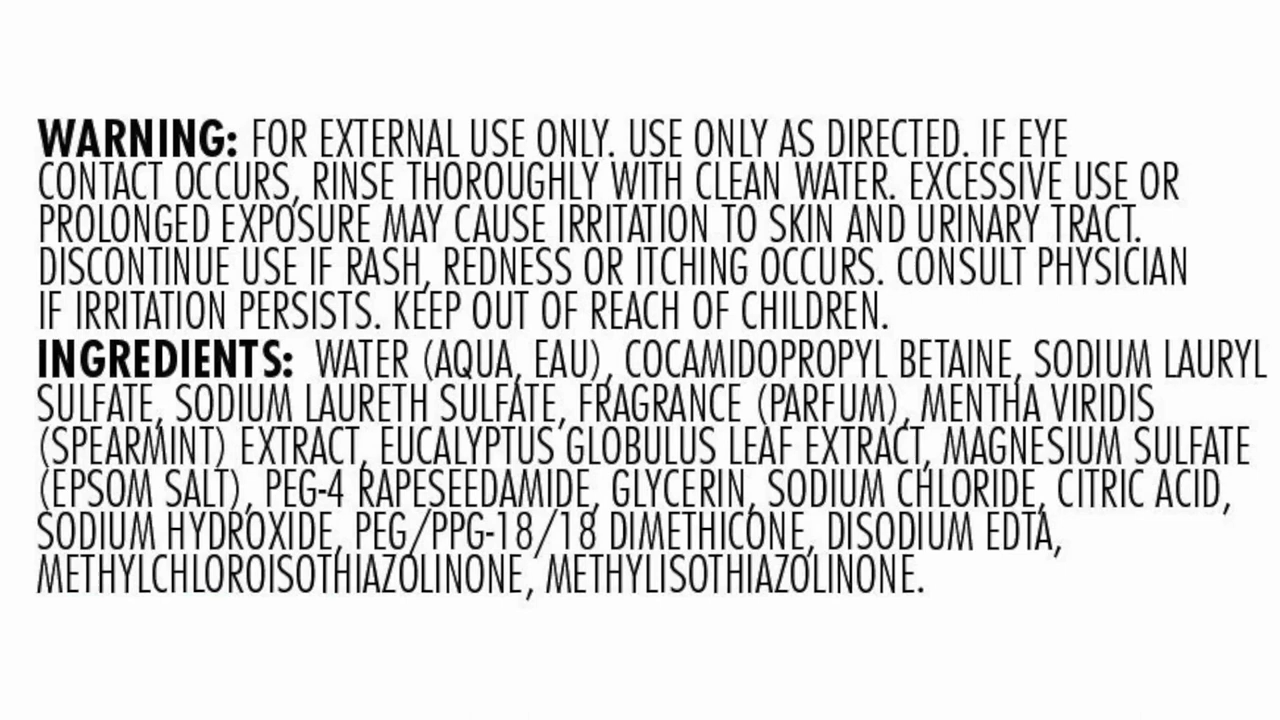 WARNING: FOR EXTERNAL USE ONLY. USE ONLY AS DIRECTED. IF EYE
CONTACT OCCURS, RINSE THOROUGHLY WITH CLEAN WATER. EXCESSIVE USE OR
PROLONGED EXPOSURE MAY CAUSE IRRITATION TO SKIN AND URINARY TRACT.
DISCONTINUE USE IF RASH, REDNESS OR ITCHING OCCURS. CONSULT PHYSICIAN
IF IRRITATION PERSISTS. KEEP OUT OF REACH OF CHILDREN.
INGREDIENTS: WATER (AQUA, EAU), COCAMIDOPROPYL BETAINE, SODIUM LAURYL
SULFATE, SODIUM LAURETH SULFATE, FRAGRANCE (PARFUM), MENTHA VIRIDIS
(SPEARMINT) EXTRACT, EUCALYPTUS GLOBULUS LEAF EXTRACT, MAGNESIUM SULFATE
(EPSOM SALT), PEG-4 RAPESEEDAMIDE, GLYCERIN, SODIUM CHLORIDE, CITRIC ACID,
SODIUM HYDROXIDE, PEG/PPG-18/18 DIMETHICONE, DISODIUM EDTA,
METHYLCHLOROISOTHIAZOLINONE, METHYLISOTHIAZOLINONE.